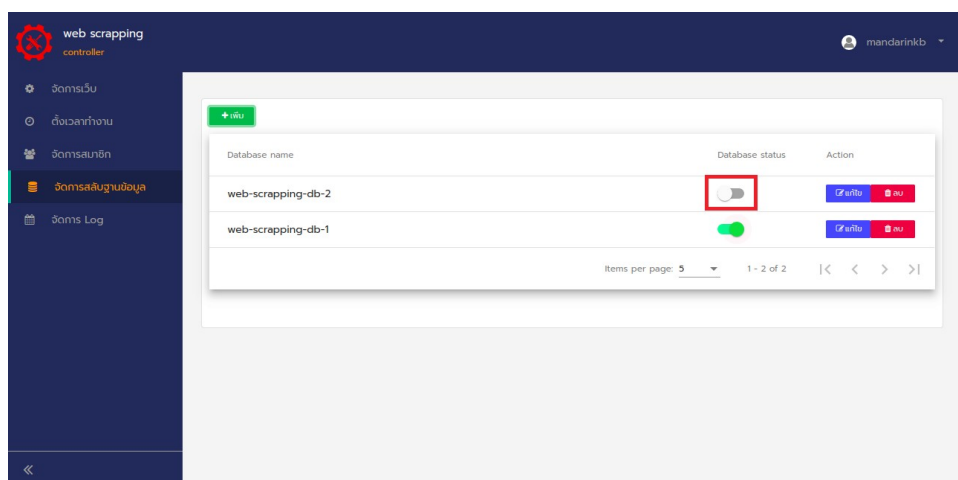 web scrapping
controller
mandarinkb
จัดการเว็บ
ตั้งเวลาทำงาน
จัดการสมาชิก
จัดการสลับฐานข้อมูล
จัดการ Log
+เพิ่ม
Database name Database status Action
web-scrapping-db-2 แก้ไข ลบ
web-scrapping-db-1 แก้ไข ลบ
Items per page: 5 1 - 2 of 2